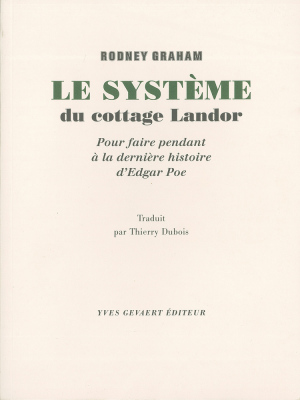 RODNEY GRAHAM
LE SYSTÈME
du cottage Landor
Pour faire pendant
à la dernière histoire
d'Edgar Poe
Traduit
par Thierry Dubois
YVES GEVAERT ÉDITEUR